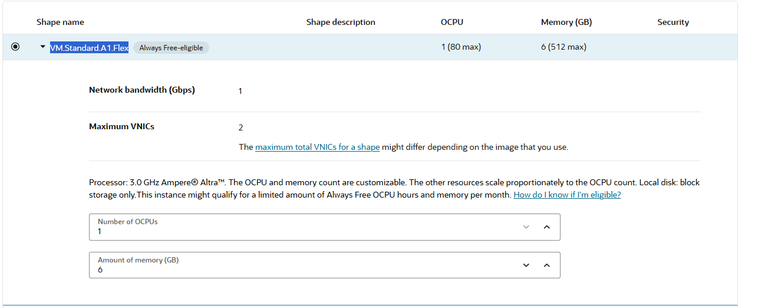 Shape name Shape description OCPU Memory (GB) Security
VM.Standard.A1.Flex Always Free-eligible 1 (80 max) 6 (512 max)
Network bandwidth (Gbps) 1
Maximum VNICs 2
The maximum total VNICs for a shape might differ depending on the image that you use.
Processor: 3.0 GHz Ampere® Altra™. The OCPU and memory count are customizable. The other resources scale proportionately to the OCPU count. Local disk: block
storage only.This instance might qualify for a limited amount of Always Free OCPU hours and memory per month. How do I know if I'm eligible?
Number of OCPUs
1
Amount of memory (GB)
6